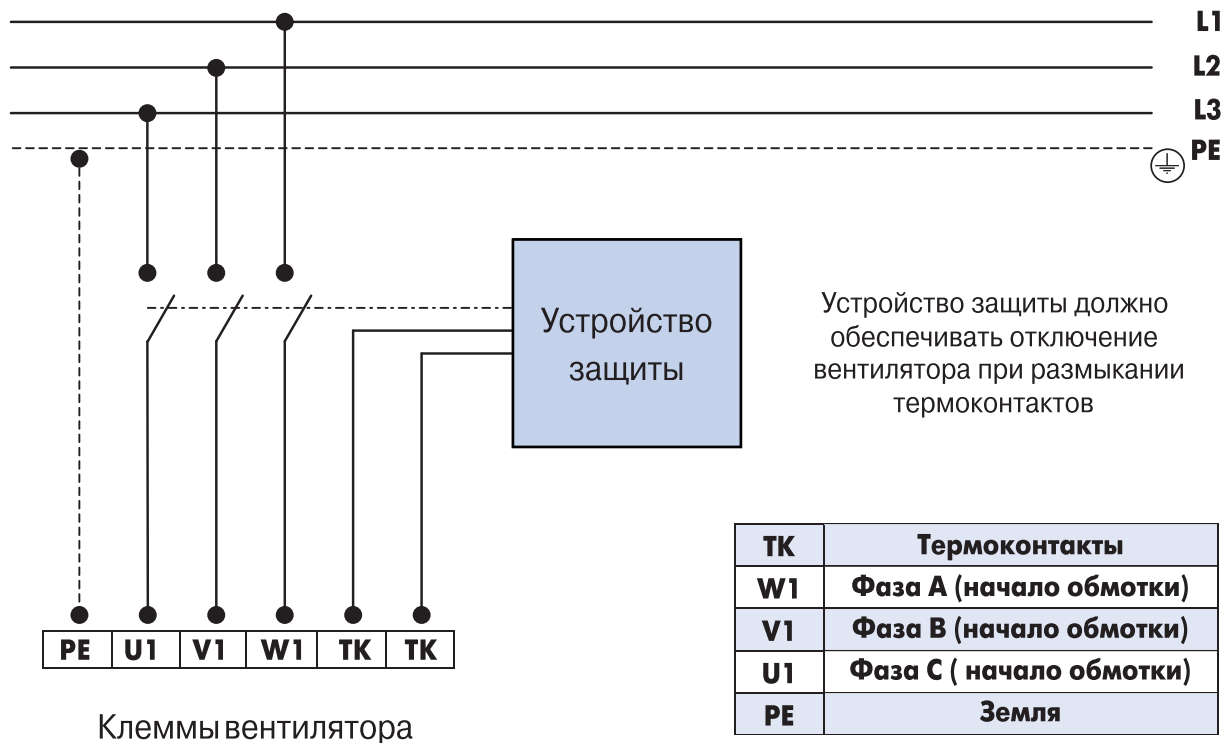 L1
L2
L3
PE
Устройство
защиты
Устройство защиты должно
обеспечивать отключение
вентилятора при размыкании
термоконтактов
TK Термоконтакты
W1 Фаза A (начало обмотки)
V1 Фаза B (начало обмотки)
U1 Фаза C ( начало обмотки)
PE Земля
PE U1 V1 W1 TK TK
Клеммы вентилятора